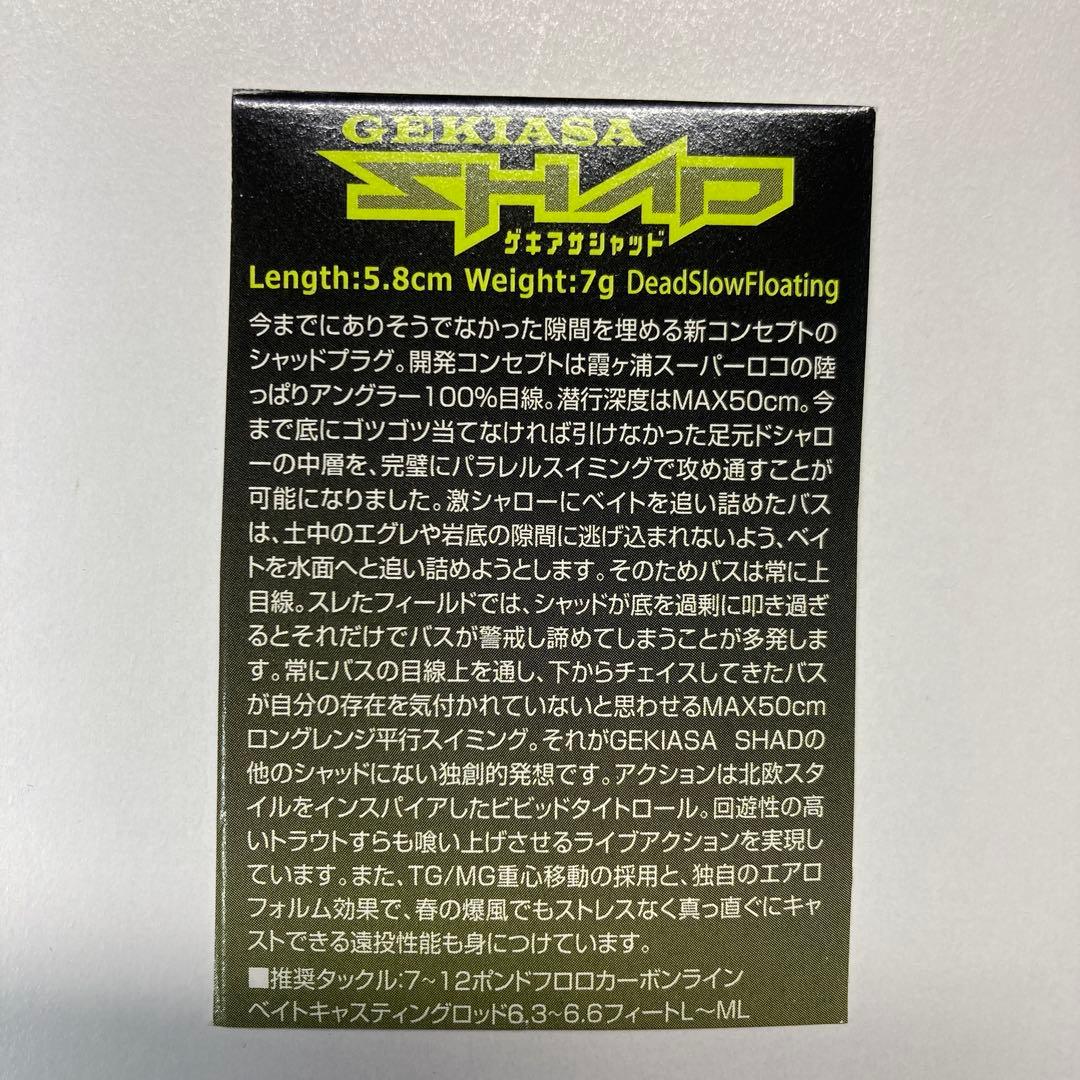 GEKIASA
SHAD
ゲキアサシャッド
Length:5.8cm Weight:7g DeadSlowFloating
今までにありそうでなかった隙間を埋める新コンセプトの
シャッドプラグ。開発コンセプトは霞ヶ浦スーパーロコの陸
っぱりアングラー100%目線。潜行深度はMAX50cm。今
まで底にゴツゴツ当てなければ引けなかった足元ドシャロ
ーの中層を、完璧にパラレルスイミングで攻め通すことが
可能になりました。激シャローにベイトを追い詰めたバス
は、土中のエグレや岩底の隙間に逃げ込まれないよう、ベイ
トを水面へと追い詰めようとします。そのためバスは常に上
目線。スレたフィールドでは、シャッドが底を過剰に叩き過ぎ
るとそれだけでバスが警戒し諦めてしまうことが多発しま
す。常にバスの目線上を通し、下からチェイスしてきたバス
が自分の存在を気付かれていないと思わせるMAX50cm
ロングレンジ平行スイミング。それがGEKIASA SHADの
他のシャッドにない独創的発想です。アクションは北欧スタ
イルをインスパイアしたビビッドタイトロール。回遊性の高
いトラウトすらも喰い上げさせるライブアクションを実現し
ています。また、TG/MG重心移動の採用と、独自のエアロ
フォルム効果で、春の爆風でもストレスなく真っ直ぐにキャ
ストできる遠投性能も身につけています。
■推奨タックル:7~12ポンドフロロカーボンライン
ベイトキャスティングロッド6.3~6.6フィートL~ML